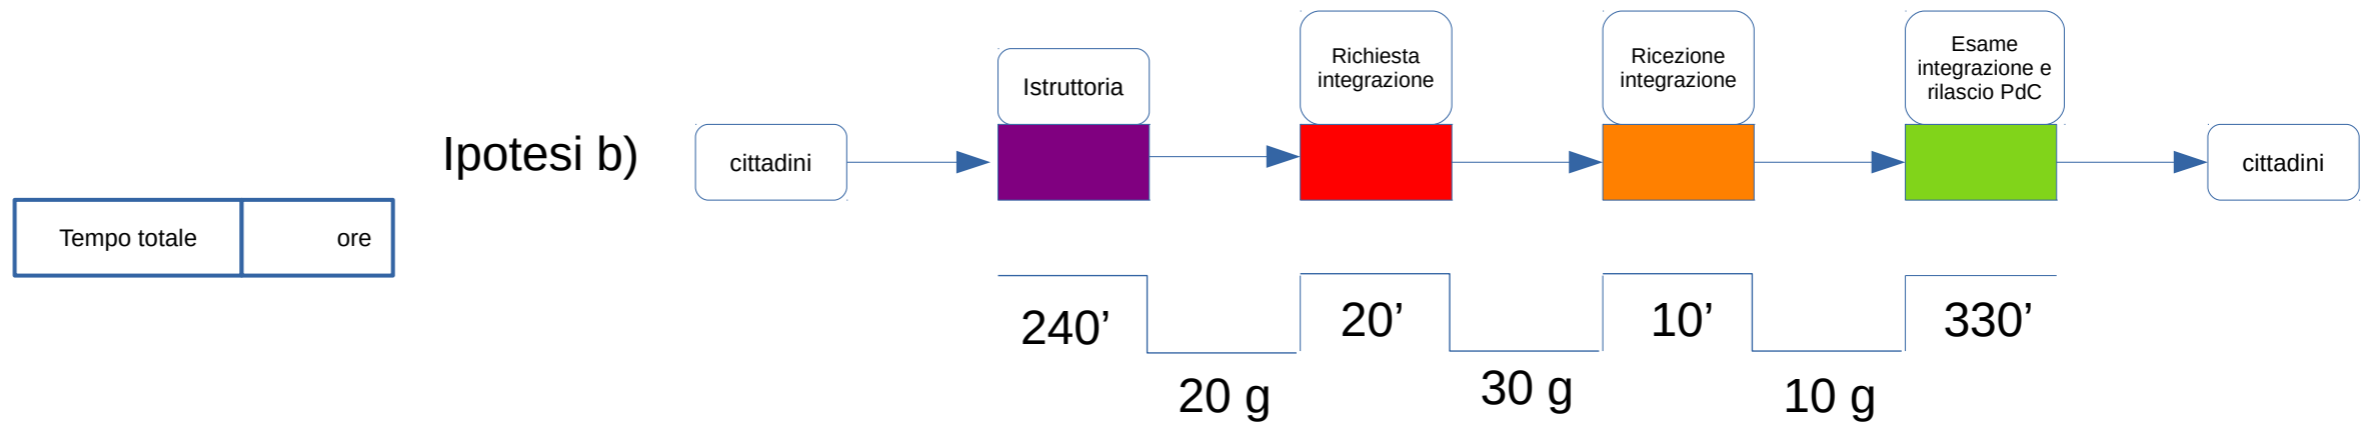 Ipotesi b)
Tempo totale
ore
cittadini
Istruttoria
Richiesta
integrazione
Ricezione
integrazione
Esame
integrazione e
rilascio PdC
cittadini
240’
20’
10’
330’
20 g
30 g
10 g